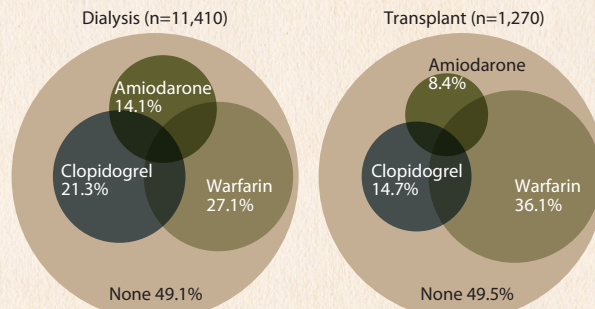 Dialysis (n=11,410)
Amiodarone
14.1%
Clopidogrel
21.3%
Warfarin
27.1%
None 49.1%
Transplant (n=1,270)
Amiodarone
8.4%
Clopidogrel
14.7%
Warfarin
36.1%
None 49.5%